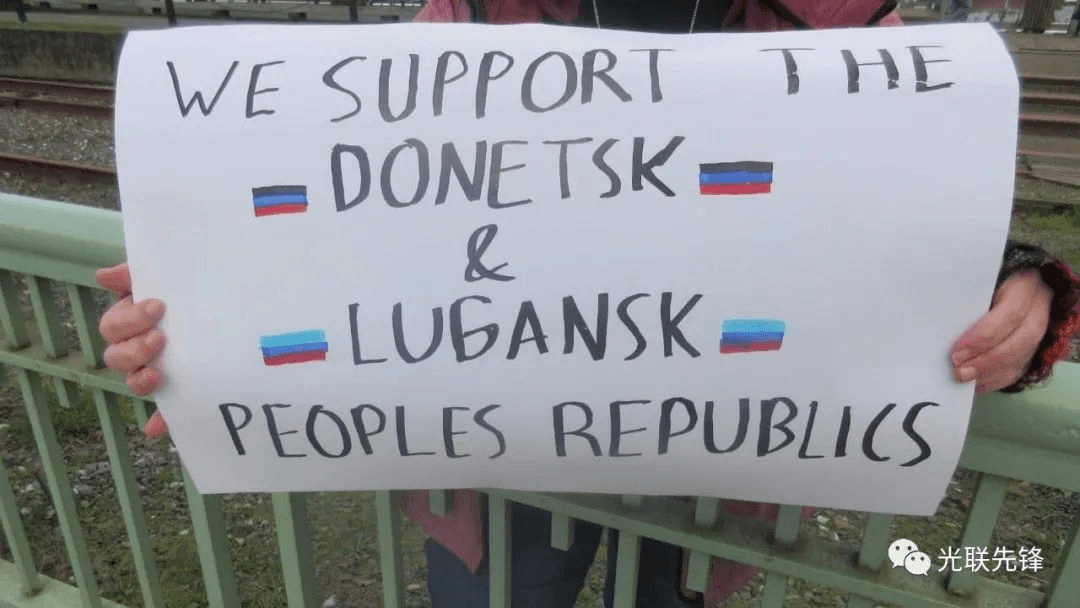 WE SUPPORT THE
DONETSK
&
LUGANSK
PEOPLES REPUBLICS
光联先锋